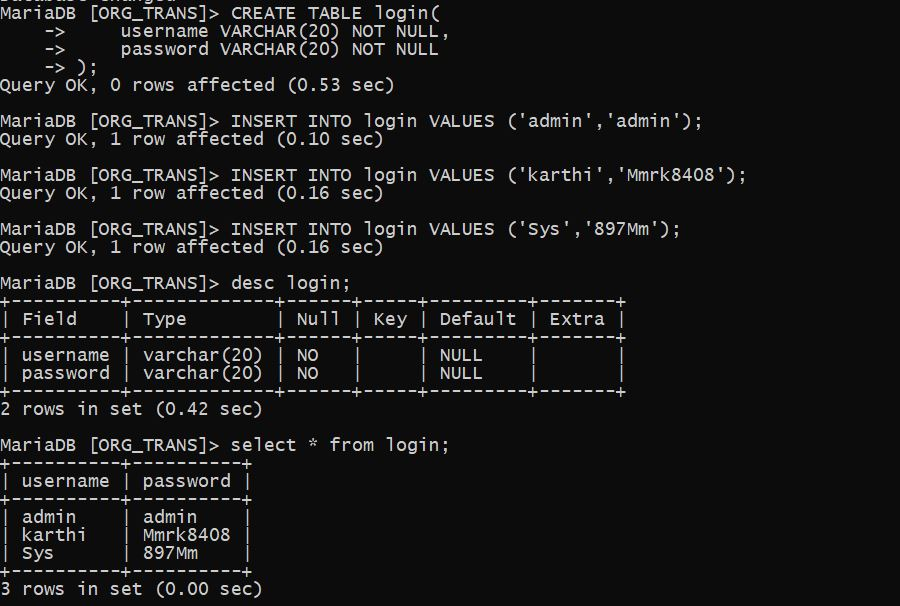 Database changed
MariaDB [ORG_TRANS]> CREATE TABLE login(
    ->     username VARCHAR(20) NOT NULL,
    ->     password VARCHAR(20) NOT NULL
    -> );
Query OK, 0 rows affected (0.53 sec)

MariaDB [ORG_TRANS]> INSERT INTO login VALUES ('admin','admin');
Query OK, 1 row affected (0.10 sec)

MariaDB [ORG_TRANS]> INSERT INTO login VALUES ('karthi','Mmrk8408');
Query OK, 1 row affected (0.16 sec)

MariaDB [ORG_TRANS]> INSERT INTO login VALUES ('Sys','897Mm');
Query OK, 1 row affected (0.16 sec)

MariaDB [ORG_TRANS]> desc login;
+----------+-------------+------+-----+---------+-------+
| Field    | Type        | Null | Key | Default | Extra |
+----------+-------------+------+-----+---------+-------+
| username | varchar(20) | NO   |     | NULL    |       |
| password | varchar(20) | NO   |     | NULL    |       |
+----------+-------------+------+-----+---------+-------+
2 rows in set (0.42 sec)

MariaDB [ORG_TRANS]> select * from login;
+----------+----------+
| username | password |
+----------+----------+
| admin    | admin    |
| karthi   | Mmrk8408 |
| Sys      | 897Mm    |
+----------+----------+
3 rows in set (0.00 sec)